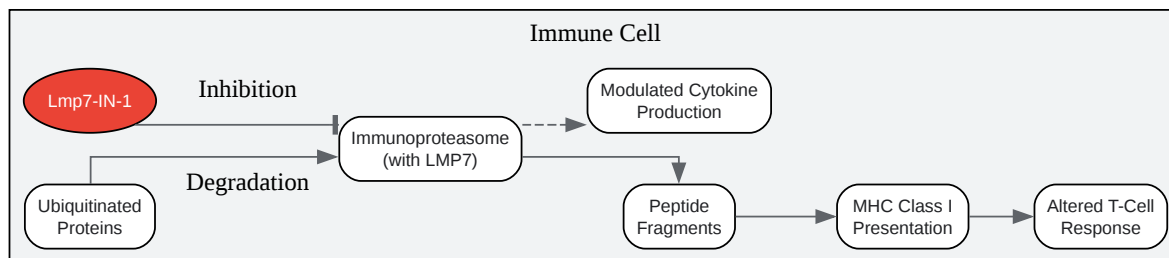 Immune Cell
Lmp7-IN-1
Inhibition
Modulated Cytokine
Production
Immunoproteasome
(with LMP7)
Degradation
Ubiquitinated
Proteins
Peptide
Fragments
MHC Class I
Presentation
Altered T-Cell
Response